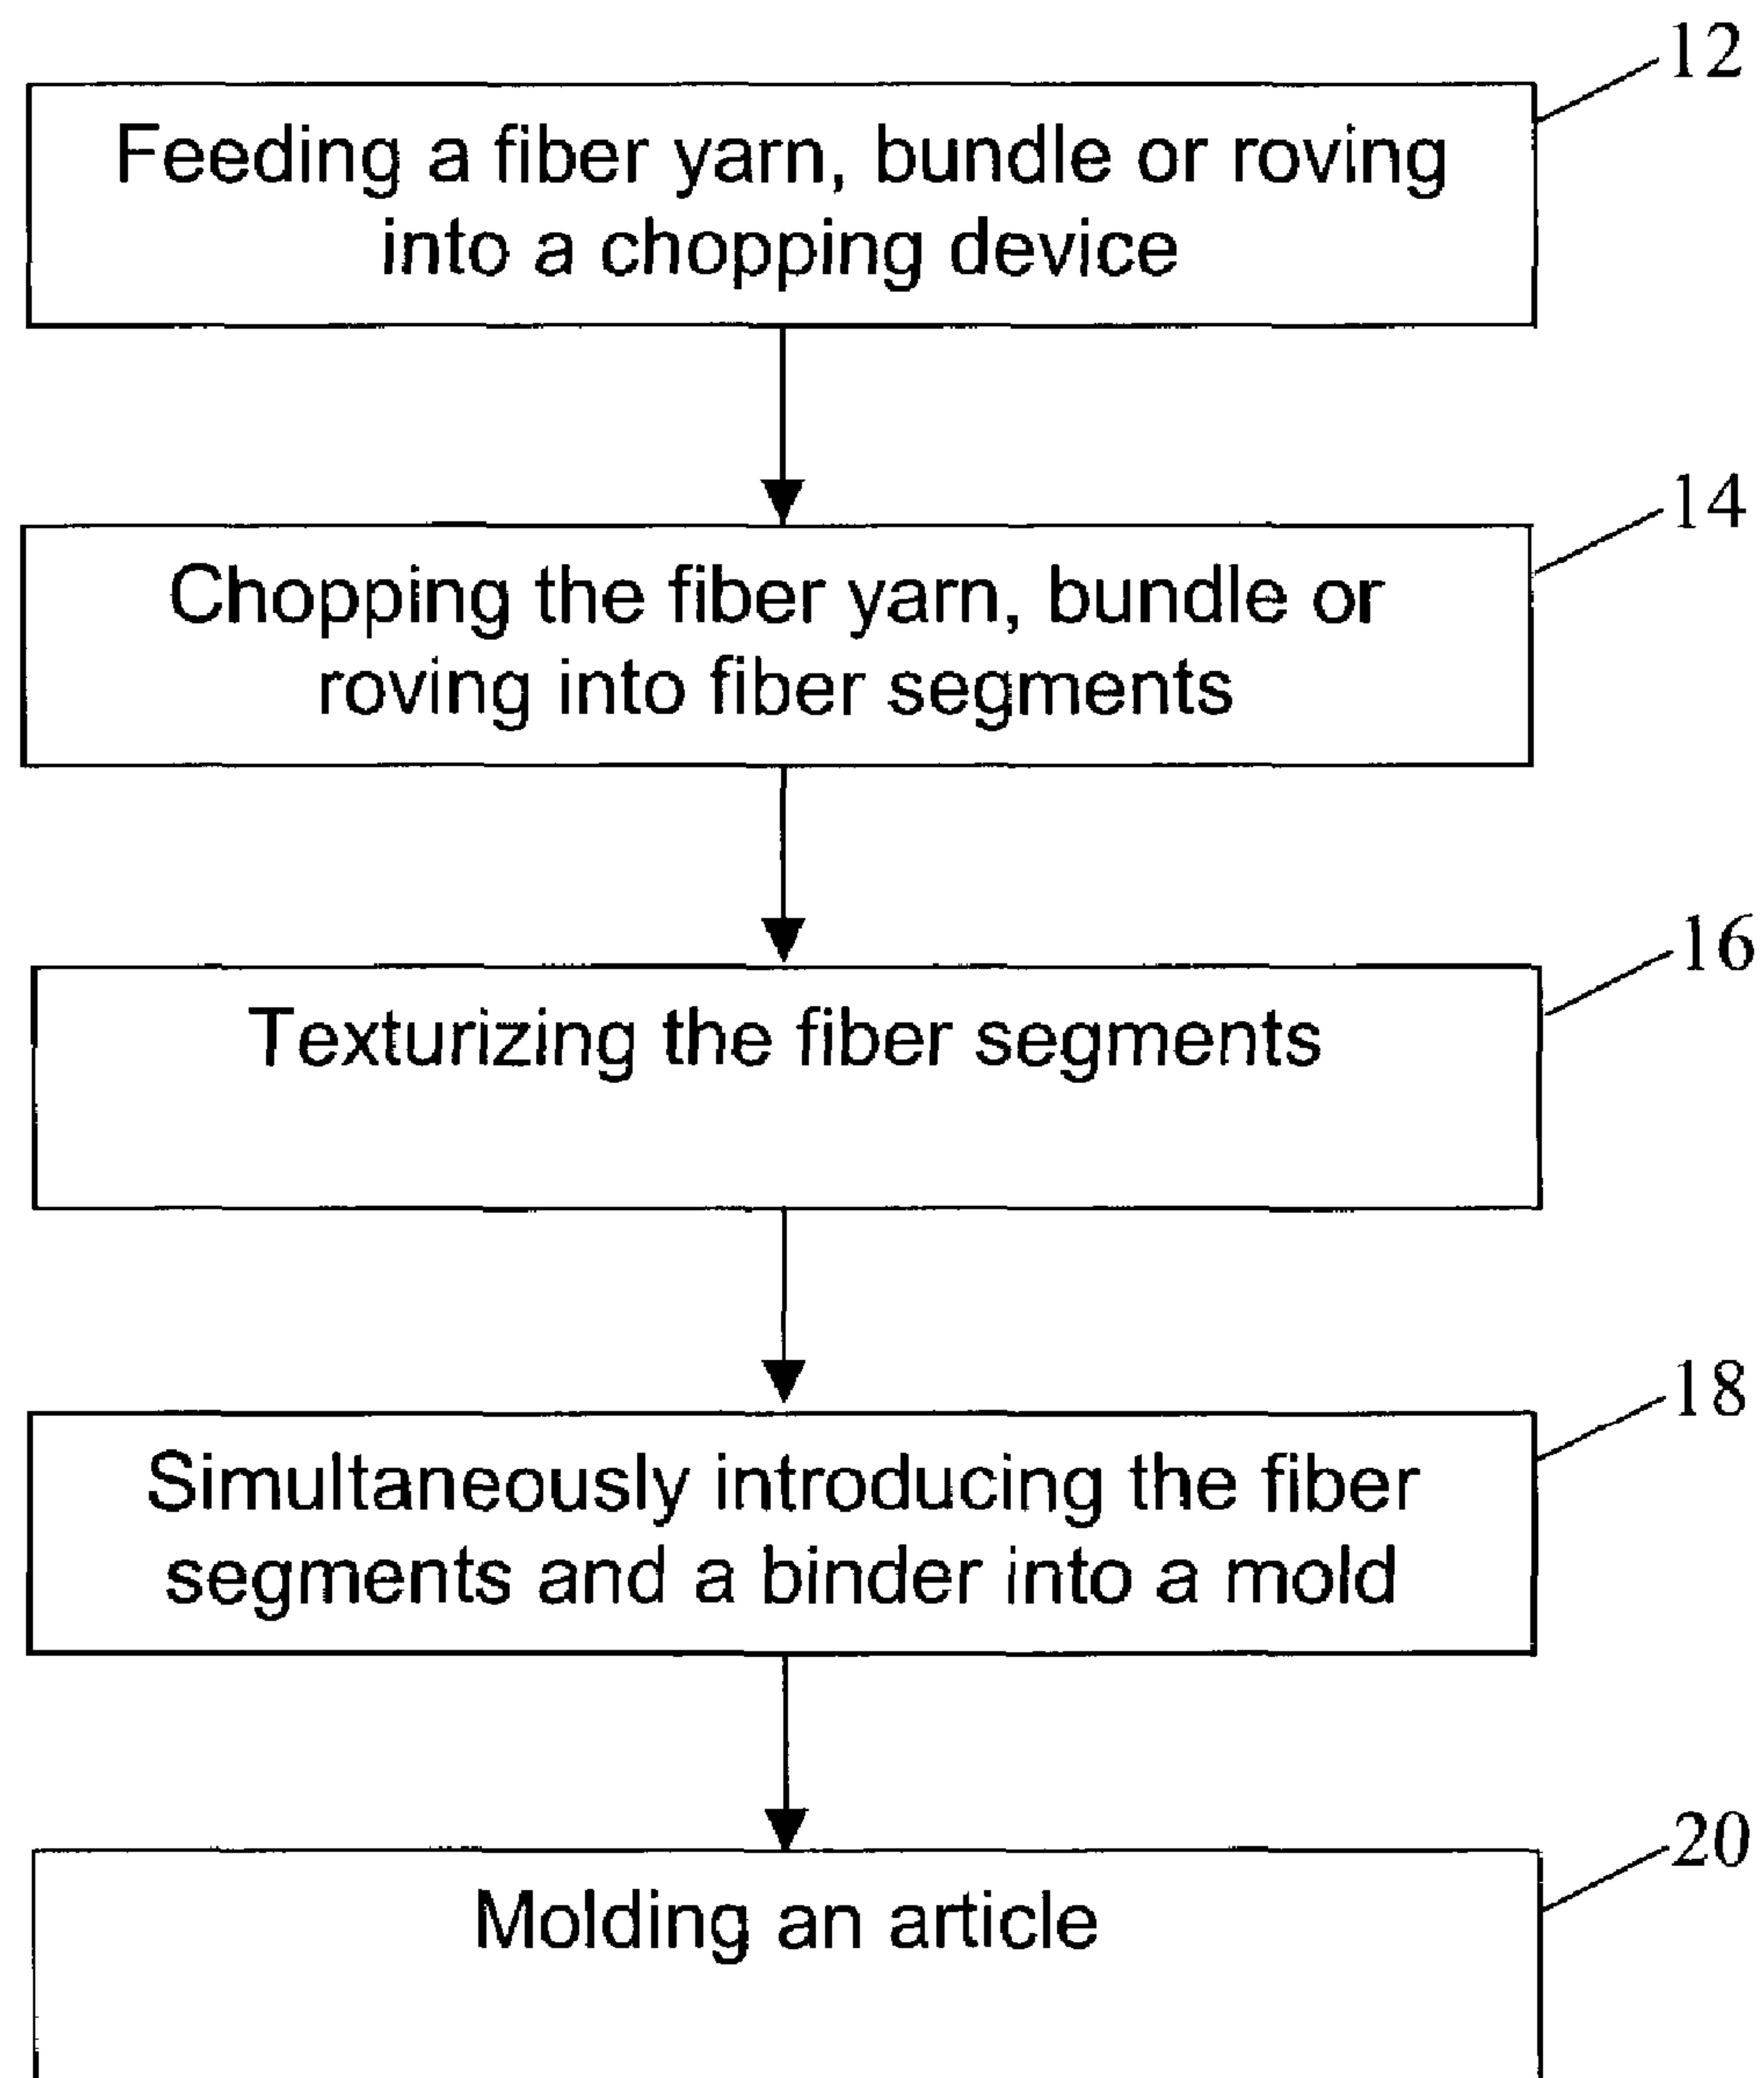 12
Feeding a fiber yarn, bundle or roving
into a chopping device
14
Chopping the fiber yarn, bundle or
roving into fiber segments
16
Texturizing the fiber segments
18
Simultaneously introducing the fiber
segments and a binder into a mold
20
Molding an article